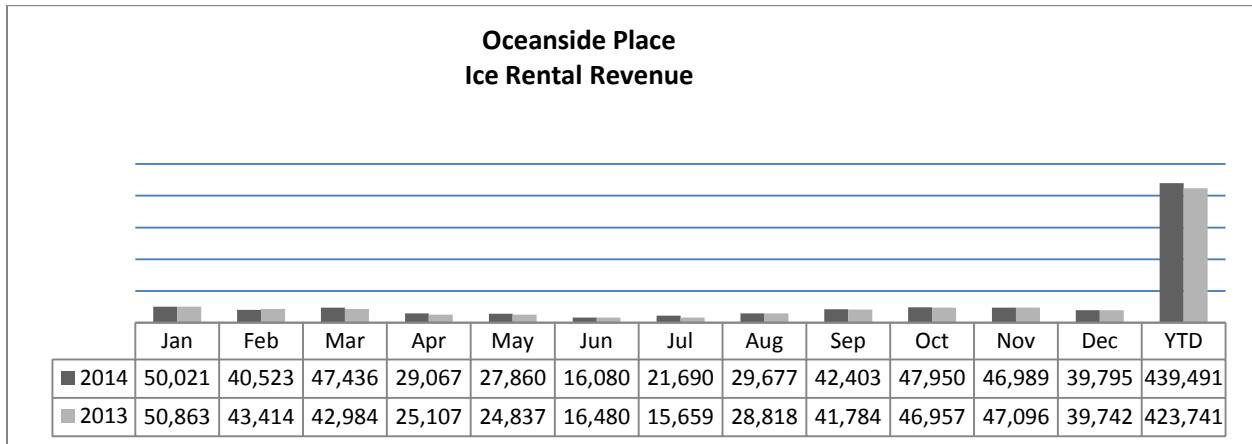 Oceanside Place
Ice Rental Revenue
Jan Feb Mar Apr May Jun Jul Aug Sep Oct Nov Dec YTD
2014 50,021 40,523 47,436 29,067 27,860 16,080 21,690 29,677 42,403 47,950 46,989 39,795 439,491
2013 50,863 43,414 42,984 25,107 24,837 16,480 15,659 28,818 41,784 46,957 47,096 39,742 423,741